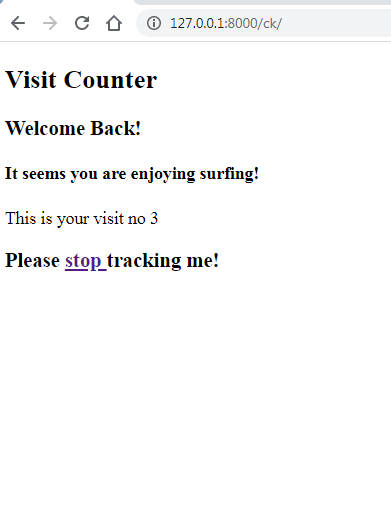 127.0.0.1:8000/ck/
Visit Counter
Welcome Back!
It seems you are enjoying surfing!
This is your visit no 3
Please stop tracking me!